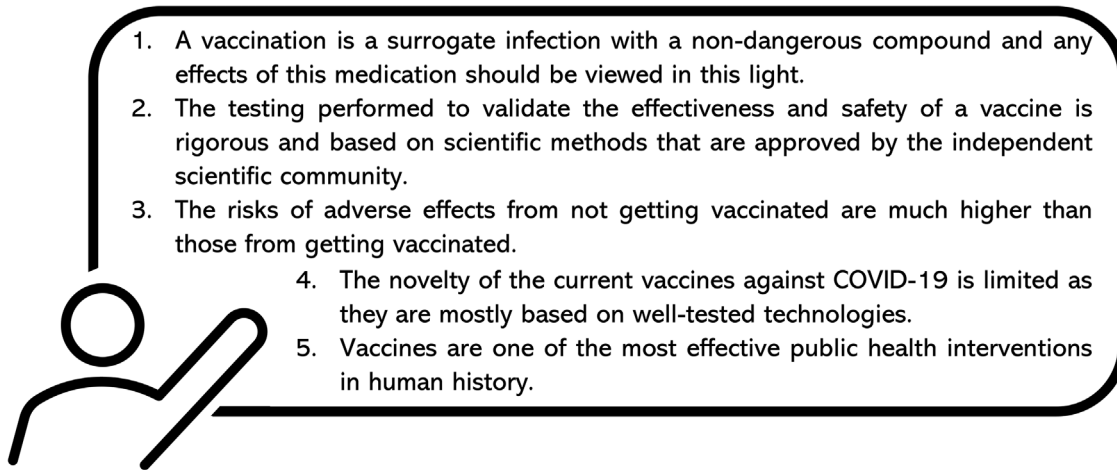 1. A vaccination is a surrogate infection with a non-dangerous compound and any
effects of this medication should be viewed in this light.
2. The testing performed to validate the effectiveness and safety of a vaccine is
rigorous and based on scientific methods that are approved by the independent
scientific community.
3. The risks of adverse effects from not getting vaccinated are much higher than
those from getting vaccinated.
4. The novelty of the current vaccines against COVID-19 is limited as
they are mostly based on well-tested technologies.
5. Vaccines are one of the most effective public health interventions
in human history.